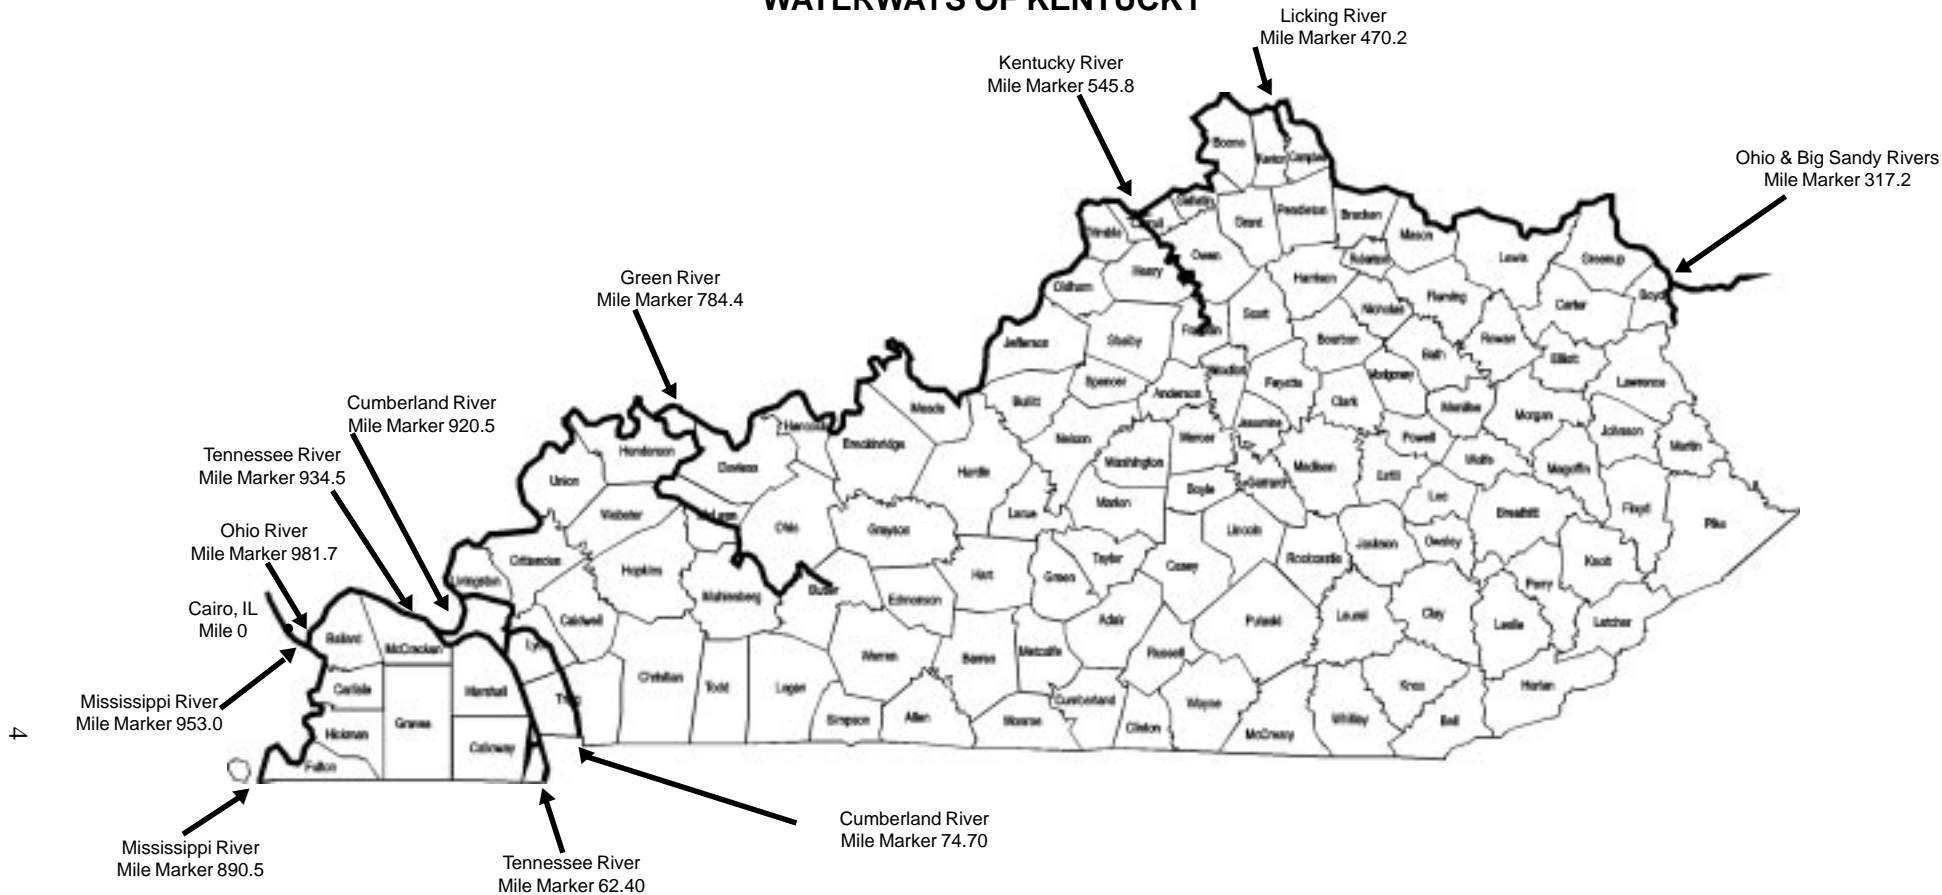 WATERWAYS OF KENTUCKY
Licking River
Mile Marker 470.2
Kentucky River
Mile Marker 545.8
Ohio & Big Sandy Rivers
Mile Marker 317.2
Green River
Mile Marker 784.4
Cumberland River
Mile Marker 920.5
Tennessee River
Mile Marker 934.5
Ohio River
Mile Marker 981.7
Cairo, IL
Mile 0
Mississippi River
Mile Marker 953.0
Mississippi River
Mile Marker 890.5
Tennessee River
Mile Marker 62.40
Cumberland River
Mile Marker 74.70
4
Boone
Kenton
Campbell
Gallatin
Grant
Pendleton
Bracken
Mason
Lewis
Greenup
Trimble
Henry
Owen
Harrison
Fleming
Carter
Boyd
Oldham
Nicholas
Jefferson
Shelby
Scott
Bourbon
Bath
Rowan
Elliott
Lawrence
Spencer
Anderson
Fayette
Montgomery
Bullitt
Clark
Menifee
Morgan
Meade
Hancock
Breckinridge
Nelson
Mercer
Jessamine
Powell
Johnson
Martin
Henderson
Daviess
Union
Hardin
Washington
Madison
Estill
Wolfe
Magoffin
Webster
Ohio
Larue
Marion
Boyle
Garrard
Lee
Breathitt
Floyd
Pike
Grayson
Lincoln
Livingston
Crittenden
Hopkins
Muhlenberg
Butler
Edmonson
Hart
Green
Taylor
Casey
Rockcastle
Jackson
Owsley
Perry
Knott
Ballard
McCracken
Caldwell
Lyon
Warren
Barren
Metcalfe
Adair
Russell
Pulaski
Laurel
Clay
Leslie
Letcher
Carlisle
Graves
Marshall
Trigg
Christian
Todd
Logan
Simpson
Allen
Monroe
Cumberland
Clinton
Wayne
McCreary
Whitley
Knox
Bell
Harlan
Hickman
Fulton
Calloway